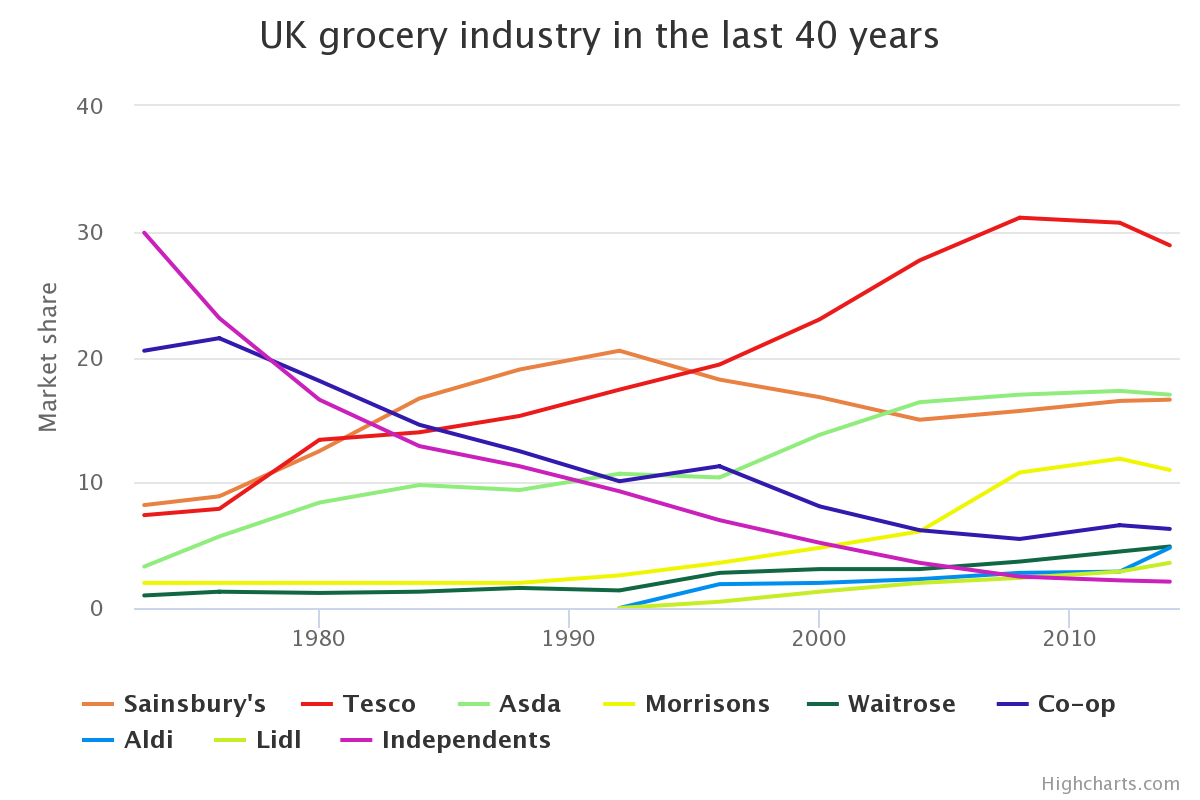 UK grocery industry in the last 40 years
40
30
20
10
0
Market share
1980 1990 2000 2010
Sainsbury's Tesco Asda Morrisons Waitrose Co-op
Aldi Lidl Independents
Highcharts.com